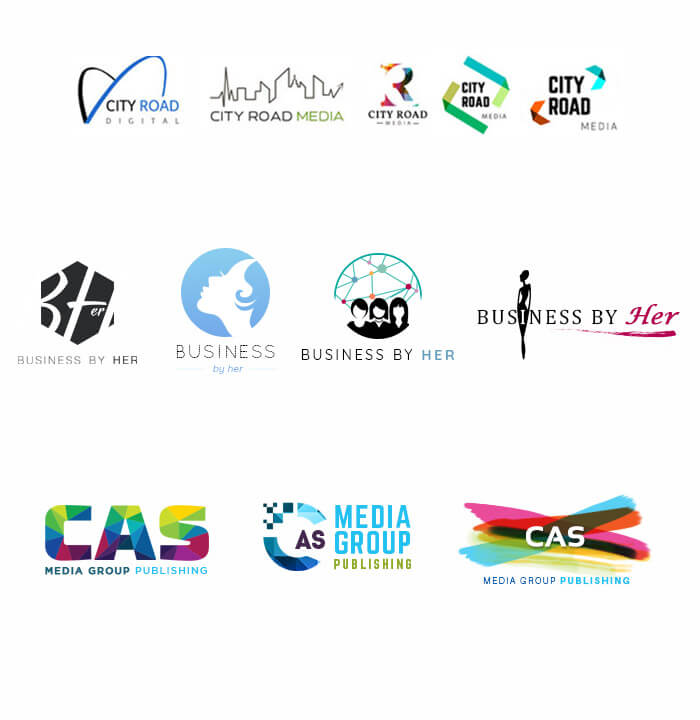 CITY ROAD
DIGITAL
CITY ROAD MEDIA
R
CITY ROAD
MEDIA
CITY
ROAD
MEDIA
CITY
ROAD
MEDIA
BHer
BUSINESS BY HER
BUSINESS
by her
BUSINESS BY HER
BUSINESS BY Her
CAS
MEDIA GROUP PUBLISHING
CAS
MEDIA
GROUP
PUBLISHING
CAS
MEDIA GROUP PUBLISHING